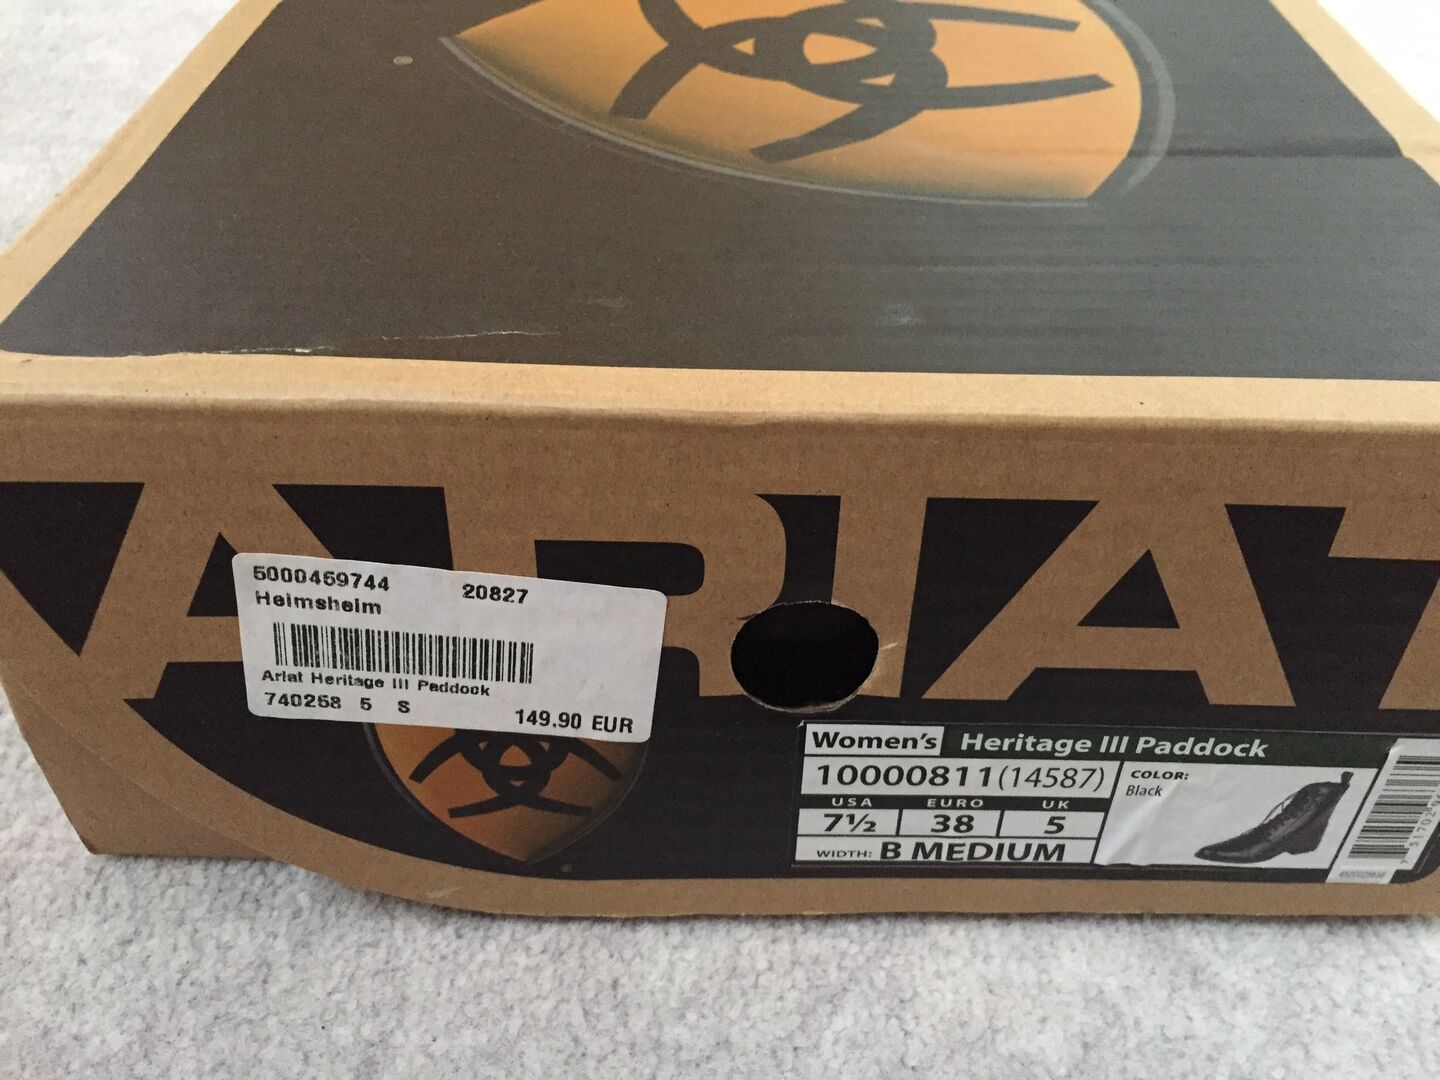 ARIAT
5000459744 20827
Heimsheim
Ariat Heritage III Paddock
740258 5 S
149.90 EUR
Women's Heritage III Paddock
10000811(14587)
COLOR:
Black
USA EURO UK
7½ 38 5
WIDTH: B MEDIUM